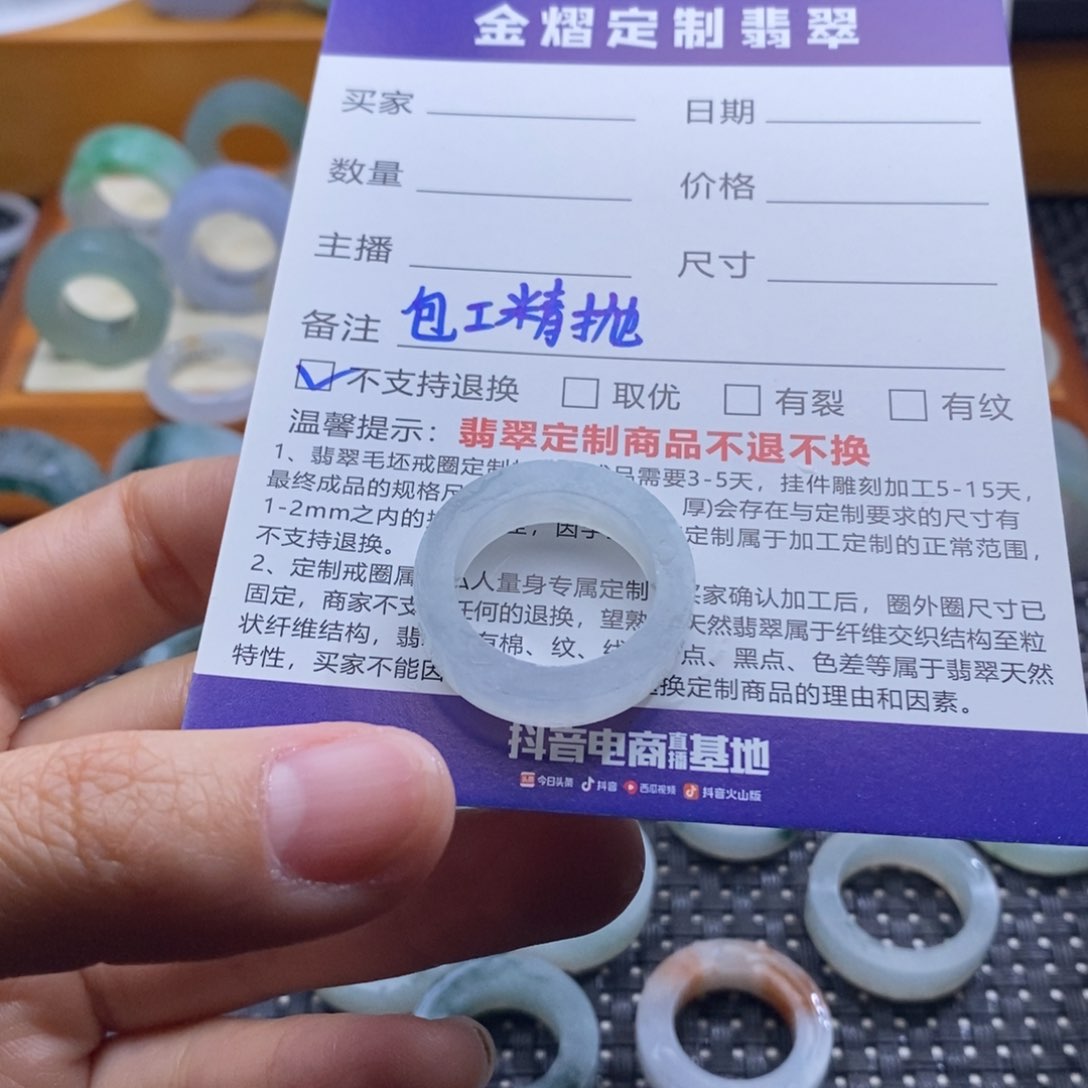 金熠定制翡翠
买家 日期
数量 价格
主播 尺寸
备注 包工精抛
不支持退换 取优 有裂 有纹
温馨提示：翡翠定制商品不退不换
1、翡翠毛坯戒圈定制 品需要3-5天，挂件雕刻加工5-15天，
最终成品的规格尺 厚)会存在与定制要求的尺寸有
1-2mm之内的 定制属于加工定制的正常范围，
不支持退换。
2、定制戒圈属 人量身专属定制 买家确认加工后，圈外圈尺寸已
固定，商家不支 任何的退换，望熟 天然翡翠属于纤维交织结构至粒
状纤维结构，翡 有棉、纹、 点、黑点、色差等属于翡翠天然
特性，买家不能因 换定制商品的理由和因素。
抖音电商直播基地
今日头条 抖音 西瓜视频 抖音火山版